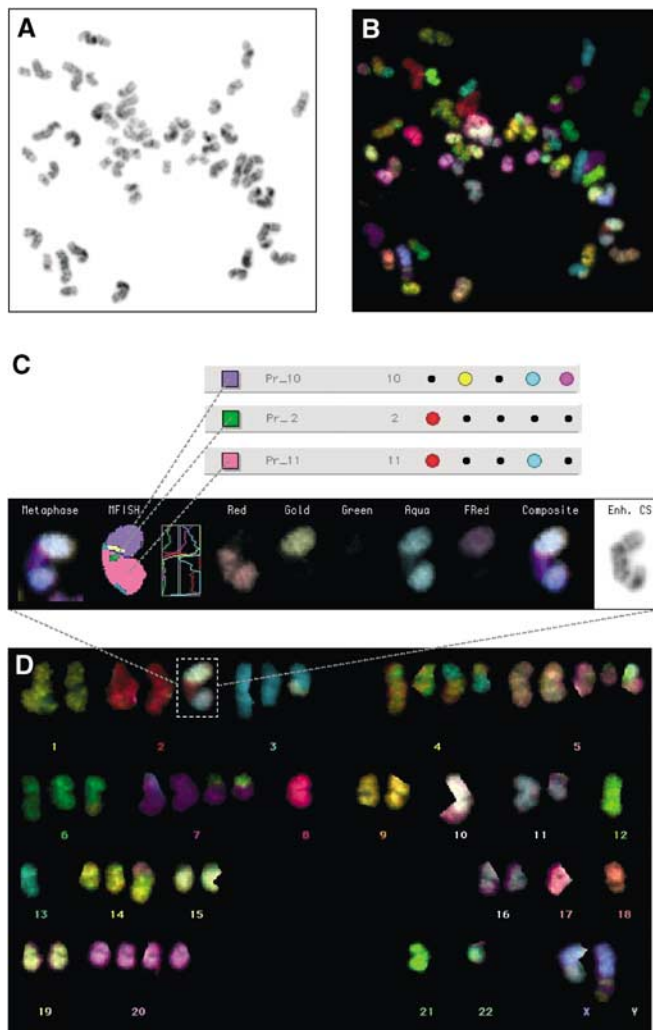 A
B
C
Pr_10 10
Pr_2 2
Pr_11 11
Metaphase MFISH Red Gold Green Aqua FRed Composite Enh. CS
D
1 2 3 4 5
6 7 8 9 10 11 12
13 14 15 16 17 18
19 20 21 22 X Y